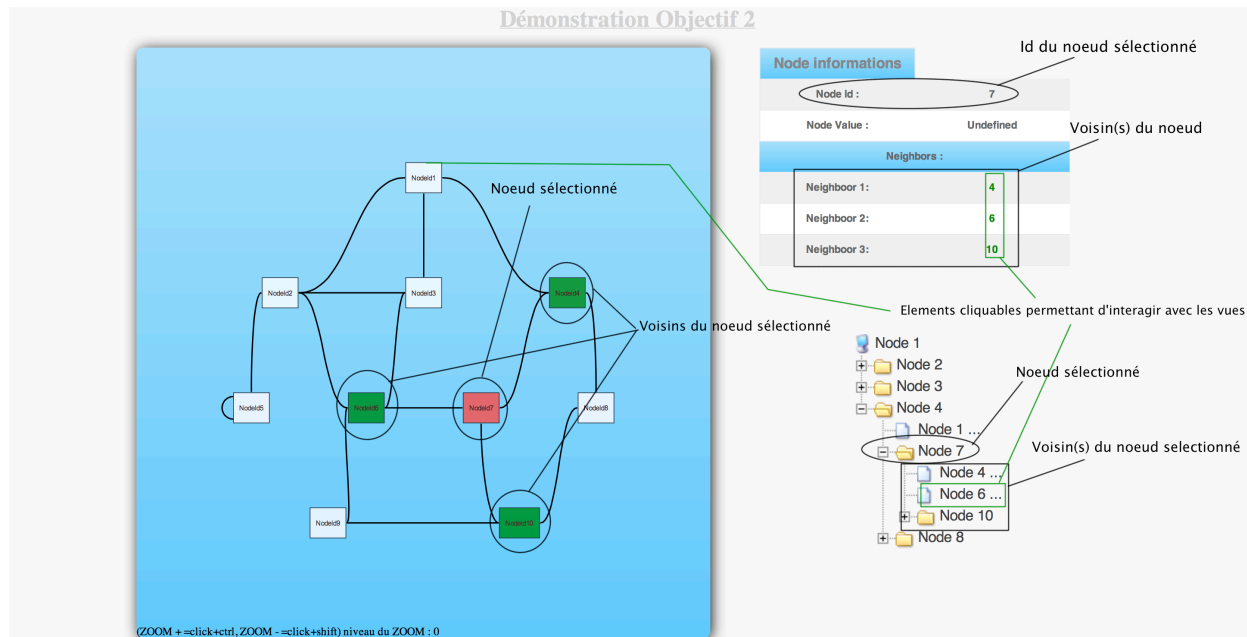 Démonstration Objectif 2
Id du noeud sélectionné
Node informations
Node Id : 7
Node Value : Undefined
Voisin(s) du noeud
Neighbors :
Neighboor 1: 4
Neighboor 2: 6
Neighboor 3: 10
NodeId1
Noeud sélectionné
NodeId2
NodeId3
NodeId4
Voisins du noeud sélectionné
Elements cliquables permettant d'interagir avec les vues
NodeId5
NodeId6
NodeId7
NodeId8
NodeId9
NodeId10
Node 1
Node 2
Node 3
Noeud sélectionné
Node 4
Node 1 ...
Node 7
Voisin(s) du noeud selectionné
Node 4 ...
Node 6 ...
Node 10
Node 8
(ZOOM + =click+ctrl, ZOOM - =click+shift) niveau du ZOOM : 0